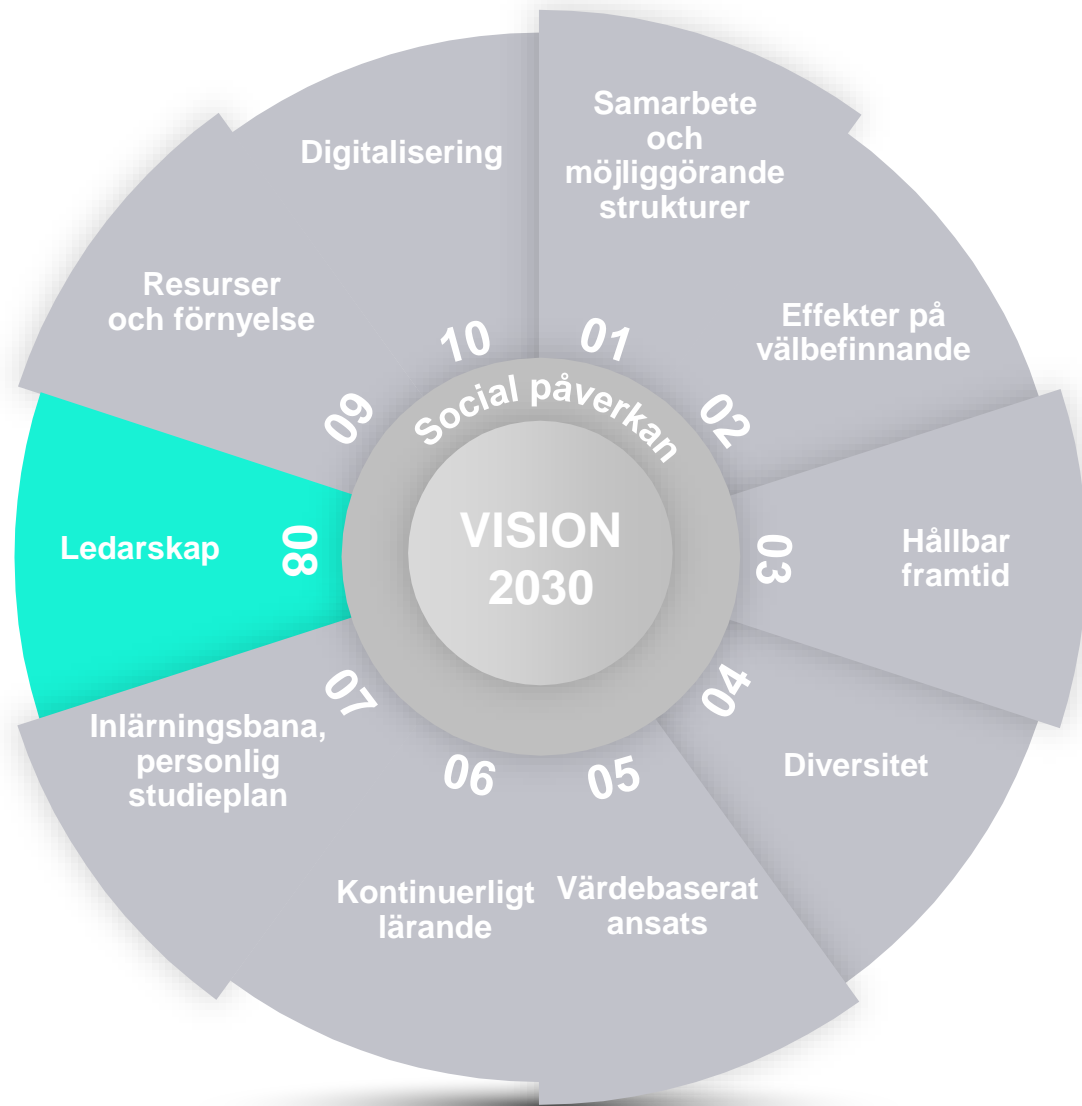 Samarbete
och
möjliggörande
strukturer
01
Effekter på
välbefinnande
02
Hållbar
framtid
03
Diversitet
04
Värdebaserat
ansats
05
Kontinuerligt
lärande
06
Inlärningsbana,
personlig
studieplan
07
Ledarskap
08
Resurser
och förnyelse
09
Digitalisering
10
Social påverkan
VISION
2030